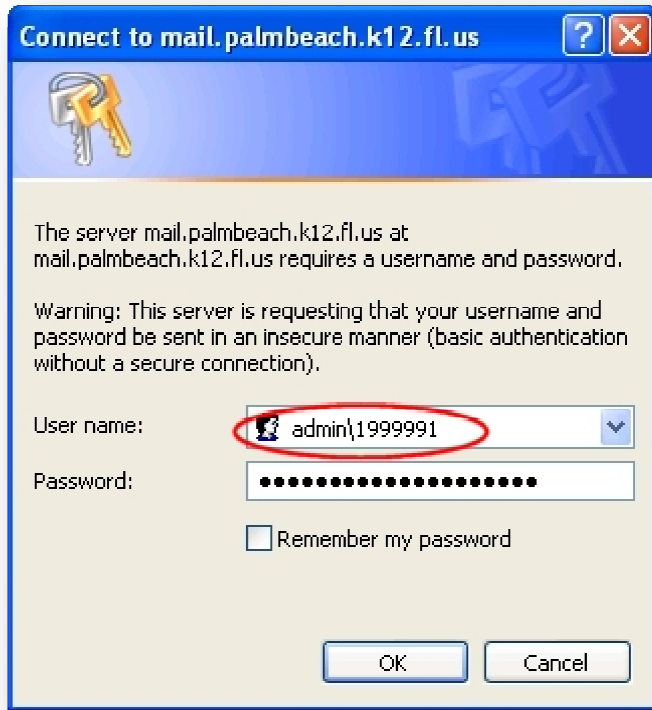 Connect to mail.palmbeach.k12.fl.us
The server mail.palmbeach.k12.fl.us at
mail.palmbeach.k12.fl.us requires a username and password.
Warning: This server is requesting that your username and
password be sent in an insecure manner (basic authentication
without a secure connection).
User name: admin\1999991
Password: ●●●●●●●●●●●●●●●●●●●●
Remember my password
OK Cancel